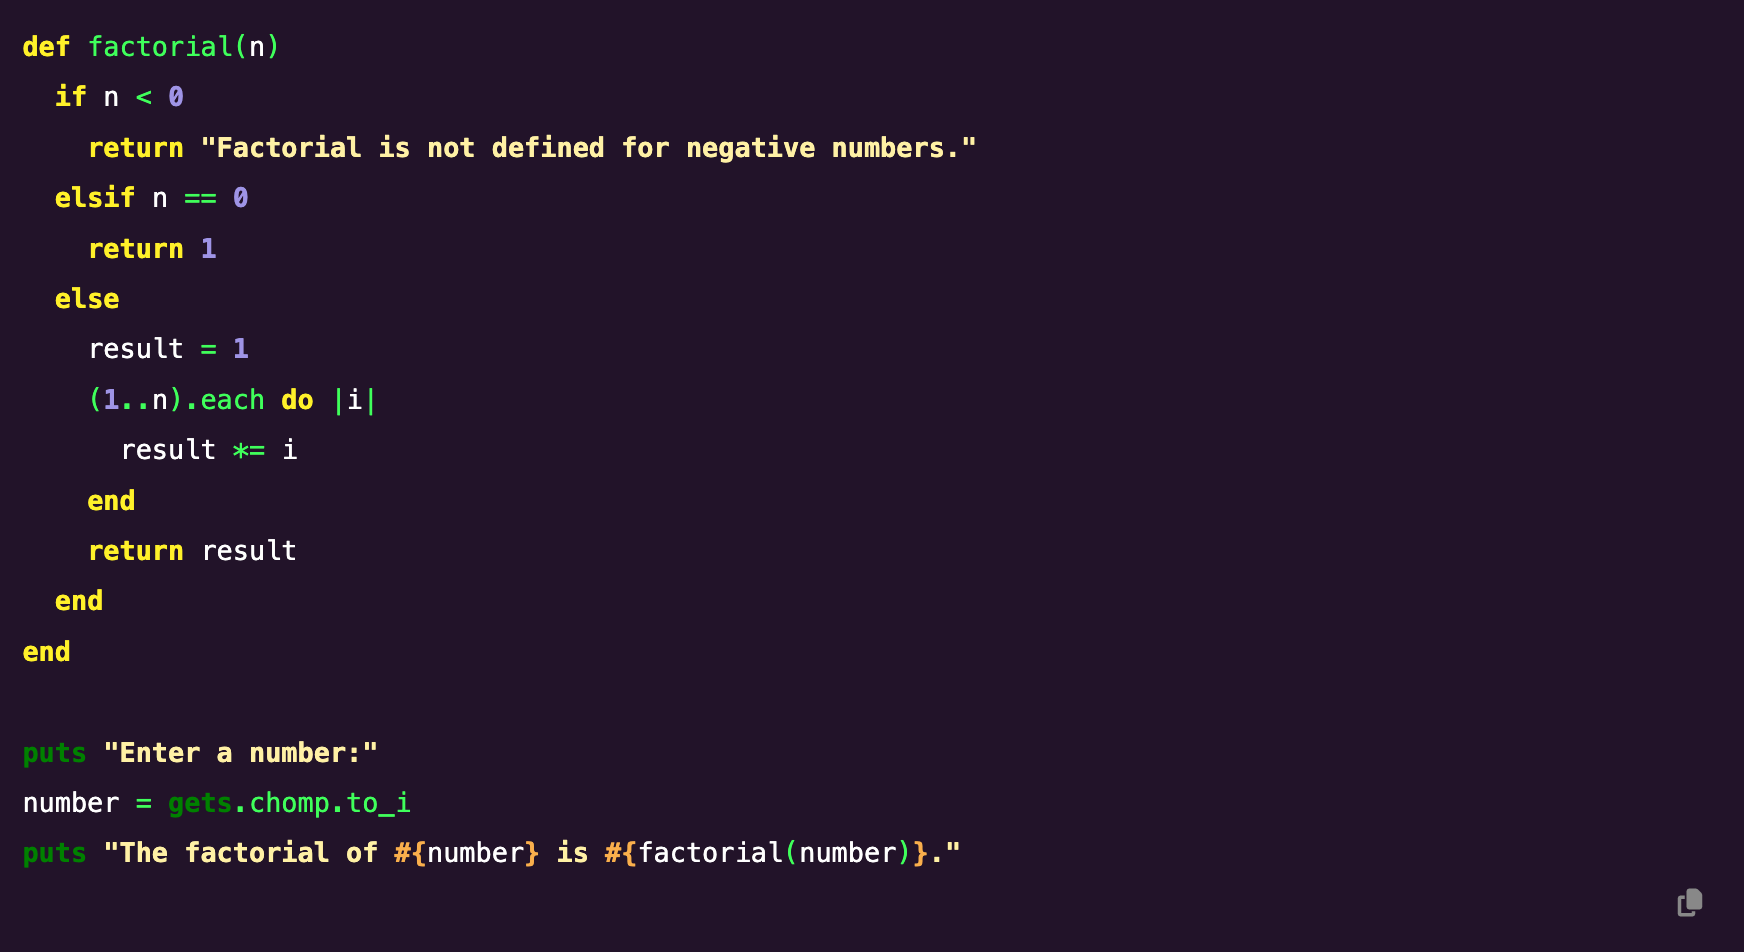 def factorial(n)
  if n < 0
    return "Factorial is not defined for negative numbers."
  elsif n == 0
    return 1
  else
    result = 1
    (1..n).each do |i|
      result *= i
    end
    return result
  end
end

puts "Enter a number:"
number = gets.chomp.to_i
puts "The factorial of #{number} is #{factorial(number)}."